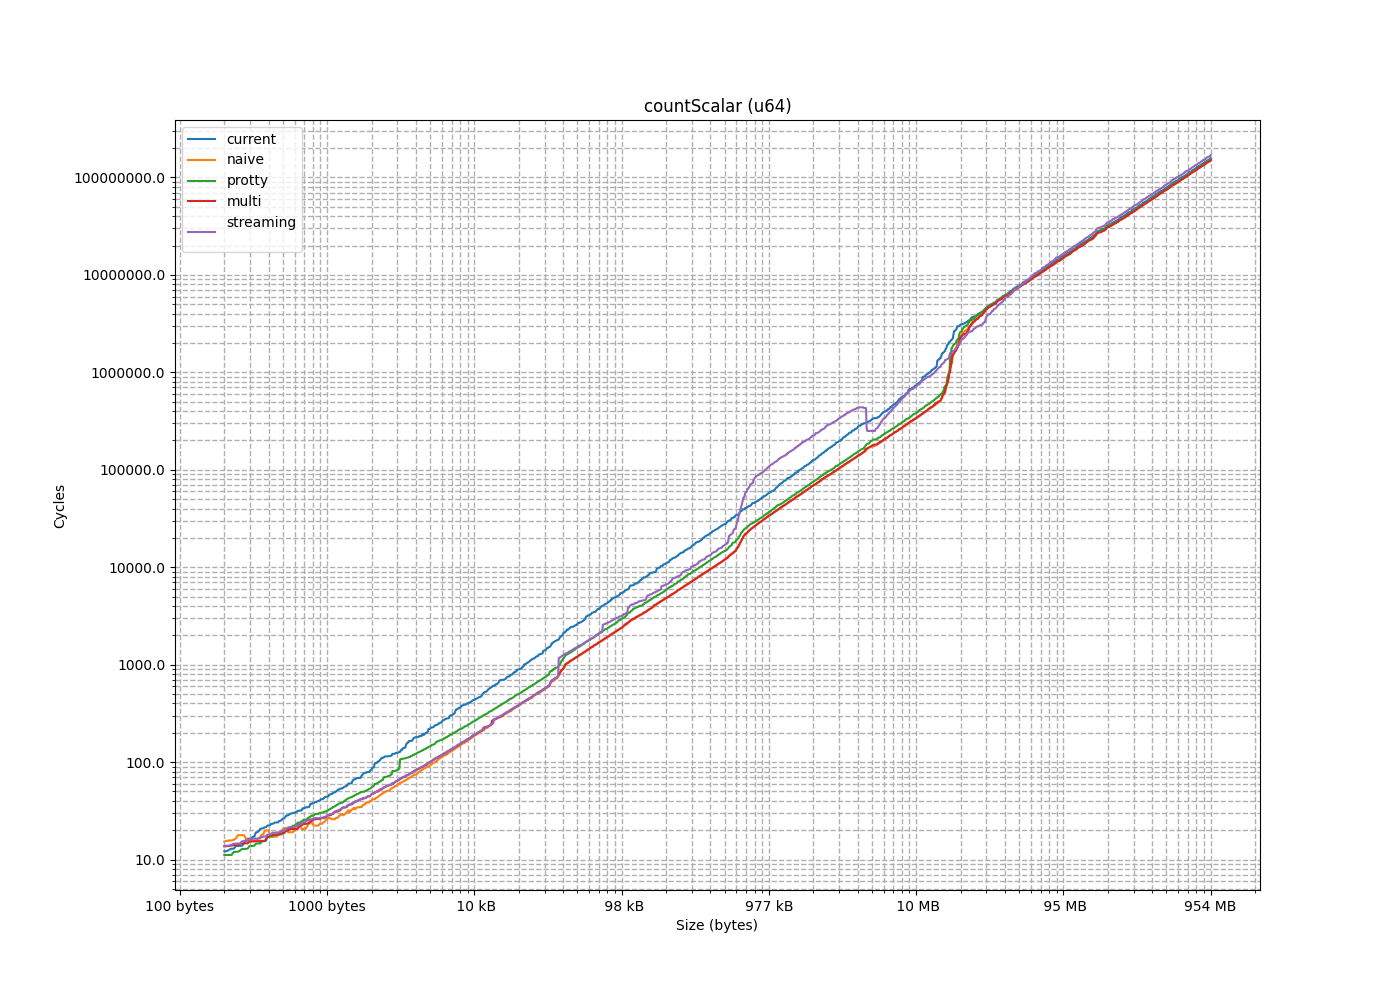 countScalar (u64)
current
naive
protty
multi
streaming
100000000.0
10000000.0
1000000.0
100000.0
10000.0
1000.0
100.0
10.0
Cycles
100 bytes 1000 bytes 10 kB 98 kB 977 kB 10 MB 95 MB 954 MB
Size (bytes)